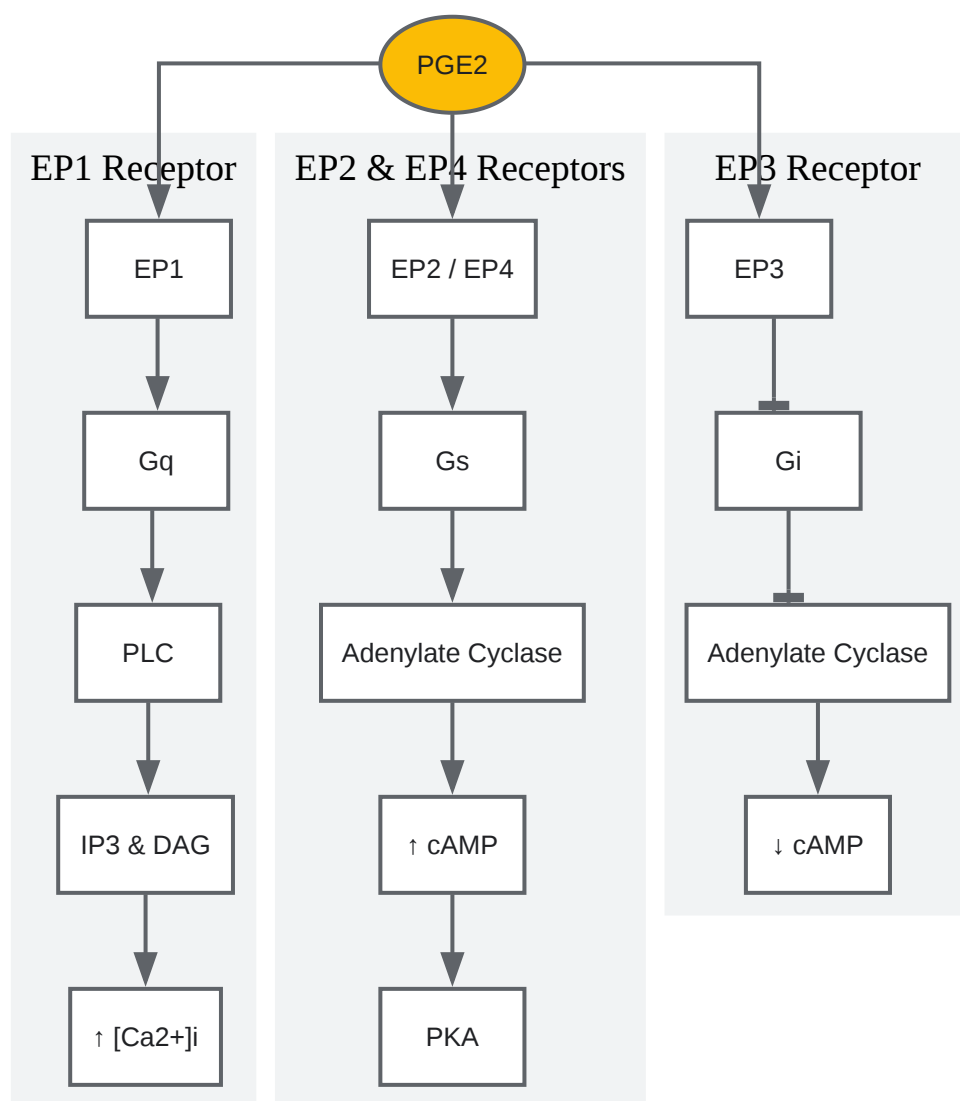 PGE2
EP1 Receptor
EP2 & EP4 Receptors
EP3 Receptor
EP1
EP2 / EP4
EP3
Gq
Gs
Gi
PLC
Adenylate Cyclase
Adenylate Cyclase
IP3 & DAG
↑ cAMP
↓ cAMP
↑ [Ca2+]i
PKA